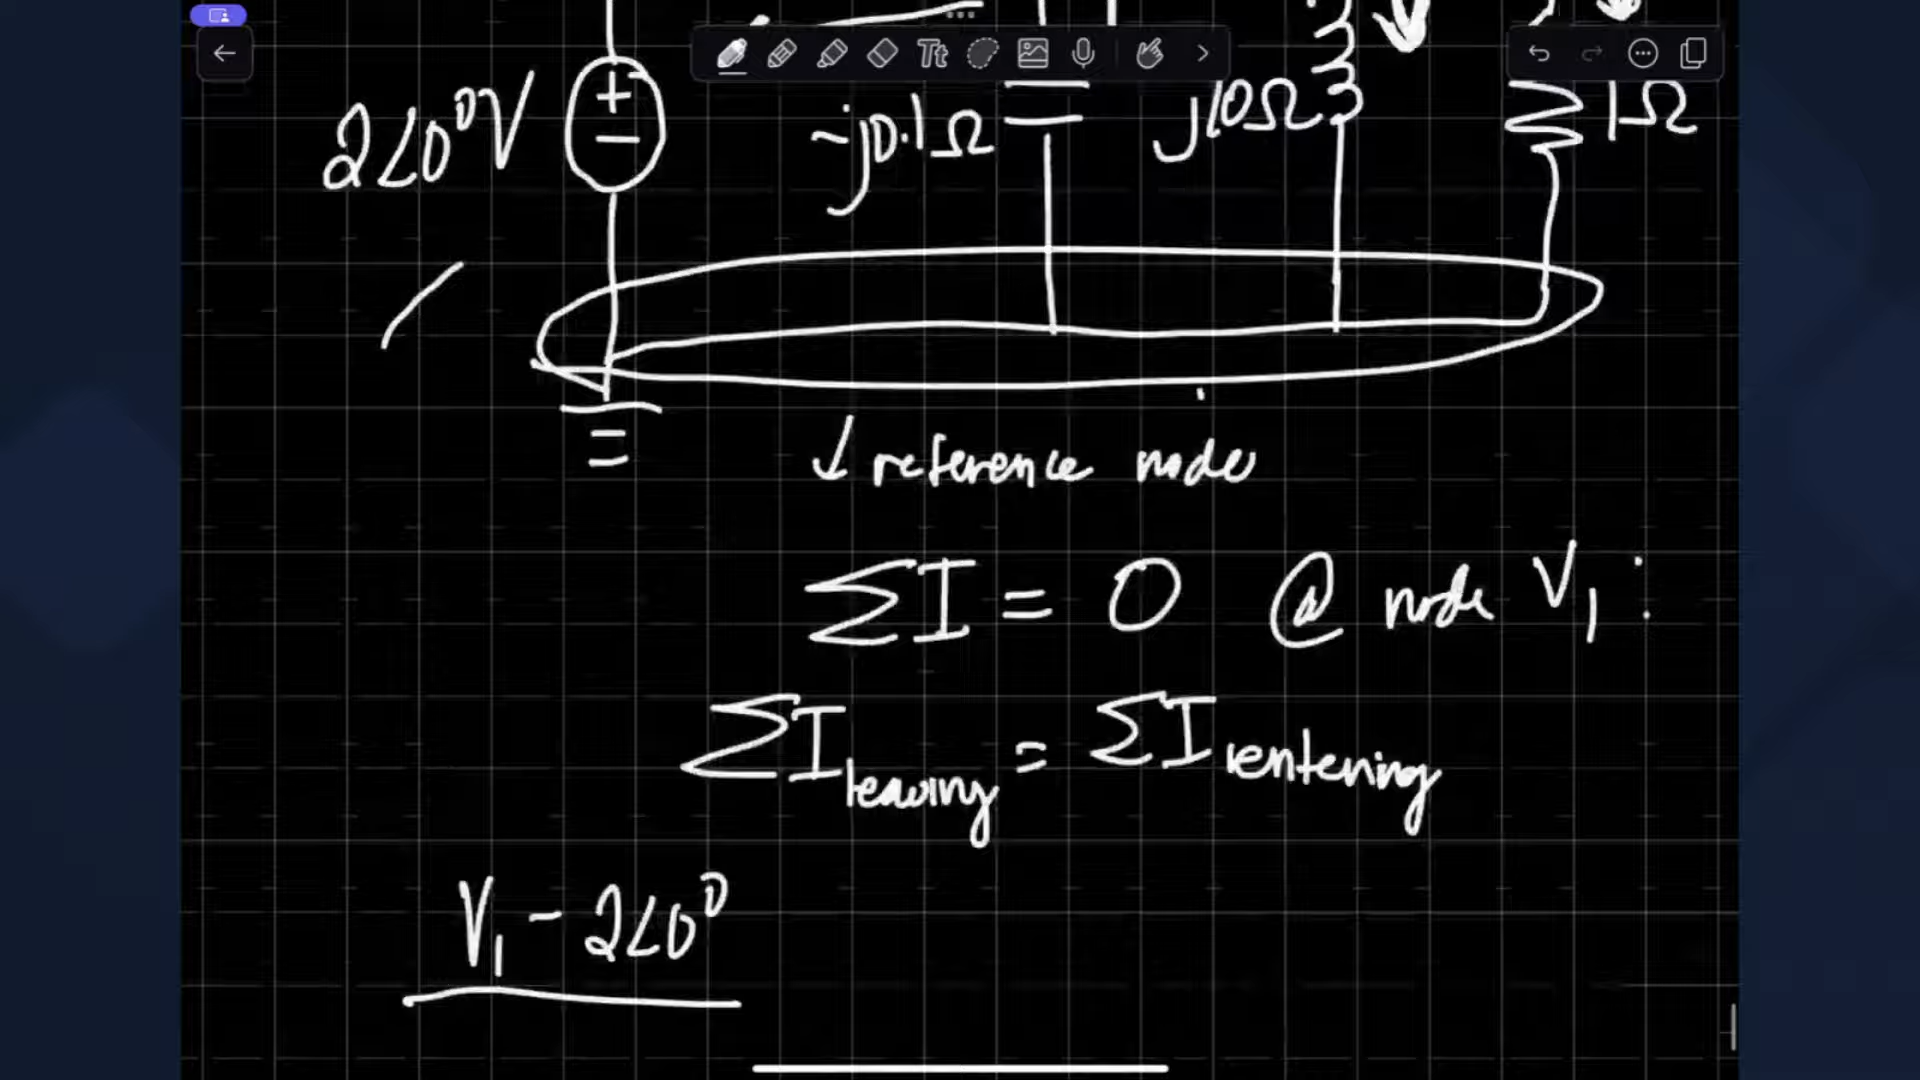 2∠0°V + − -j0.1Ω j10Ω 1Ω
↓ reference node
ΣI = 0 @ node V₁:
ΣI leaving = ΣI entering
V₁ - 2∠0°
Tt